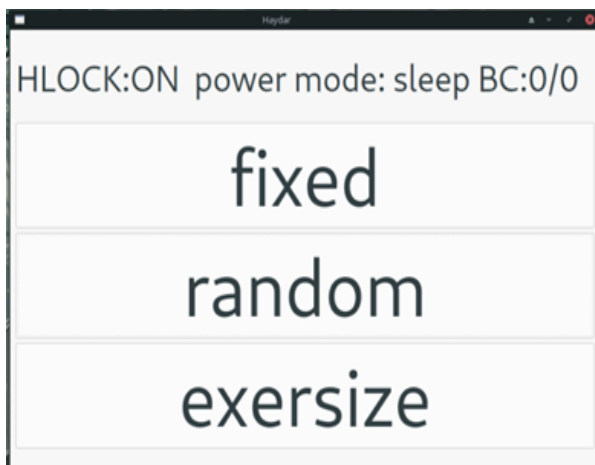 Haydar
HLOCK:ON power mode: sleep BC:0/0
fixed
random
exersize